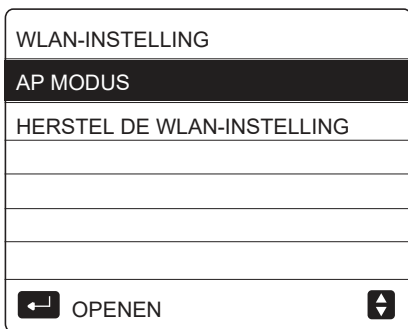 WLAN-INSTELLING
AP MODUS
HERSTEL DE WLAN-INSTELLING
OPENEN